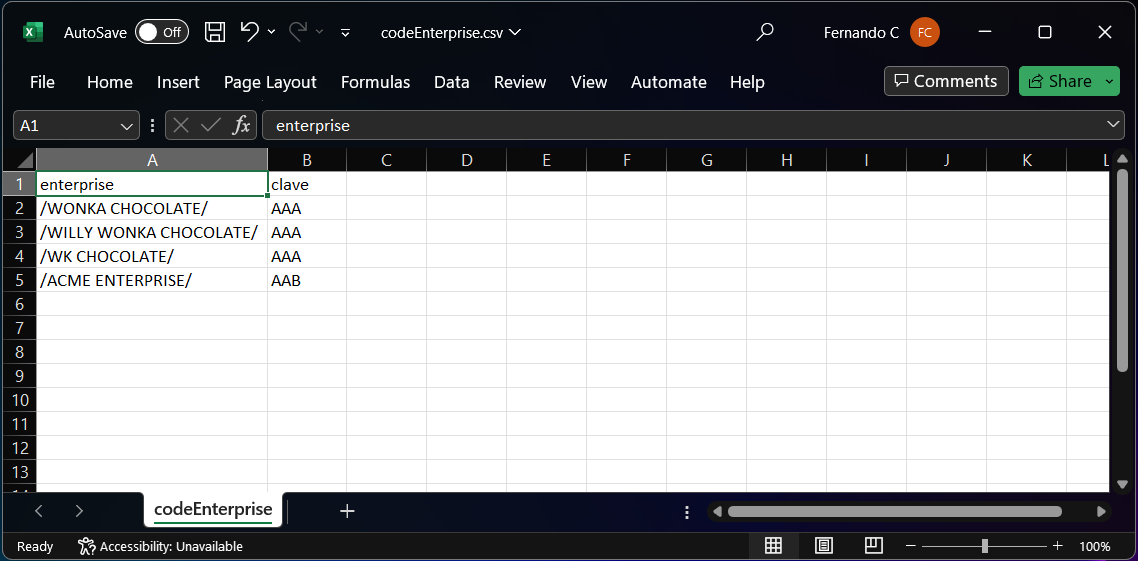 AutoSave Off codeEnterprise.csv Fernando C FC
File Home Insert Page Layout Formulas Data Review View Automate Help Comments Share
A1 fx enterprise
A B C D E F G H I J K L
1 enterprise clave
2 /WONKA CHOCOLATE/ AAA
3 /WILLY WONKA CHOCOLATE/ AAA
4 /WK CHOCOLATE/ AAA
5 /ACME ENTERPRISE/ AAB
6
7
8
9
10
11
12
13
14
codeEnterprise
Ready Accessibility: Unavailable 100%